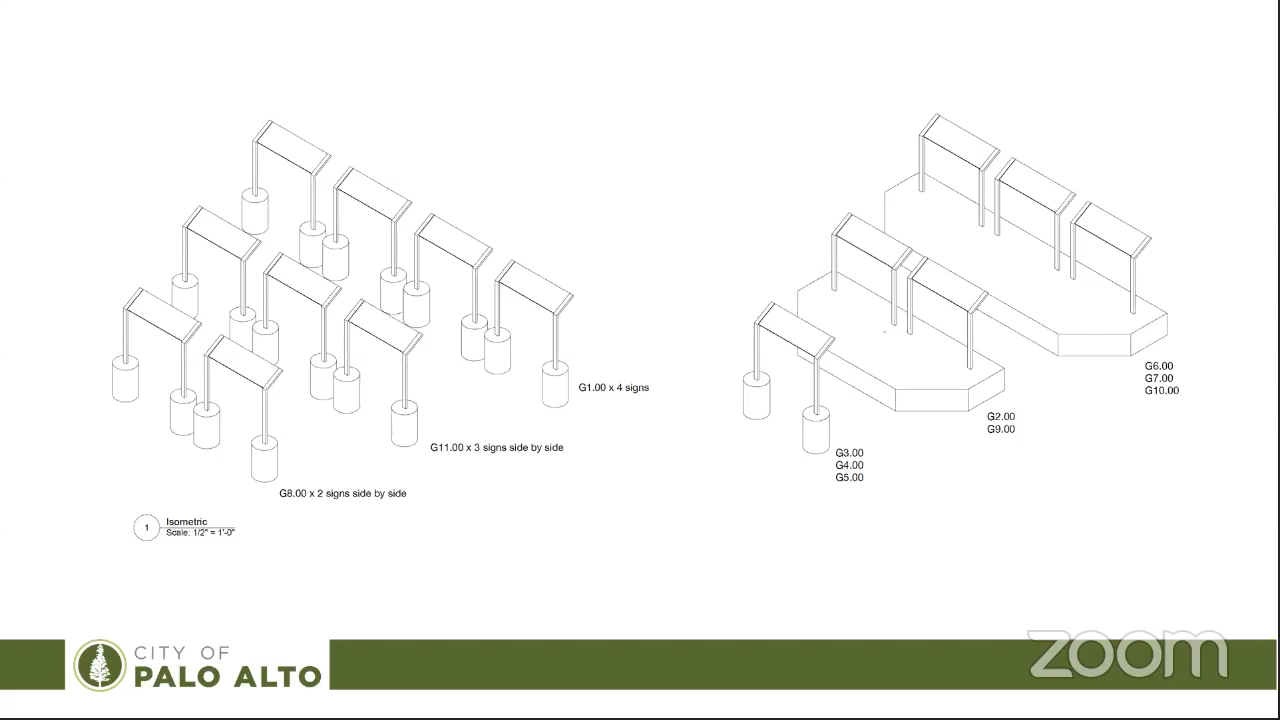 G1.00 x 4 signs
G11.00 x 3 signs side by side
G8.00 x 2 signs side by side
1
Isometric
Scale: 1/2" = 1'-0"
G6.00
G7.00
G10.00
G2.00
G9.00
G3.00
G4.00
G5.00
CITY OF
PALO ALTO
zoom